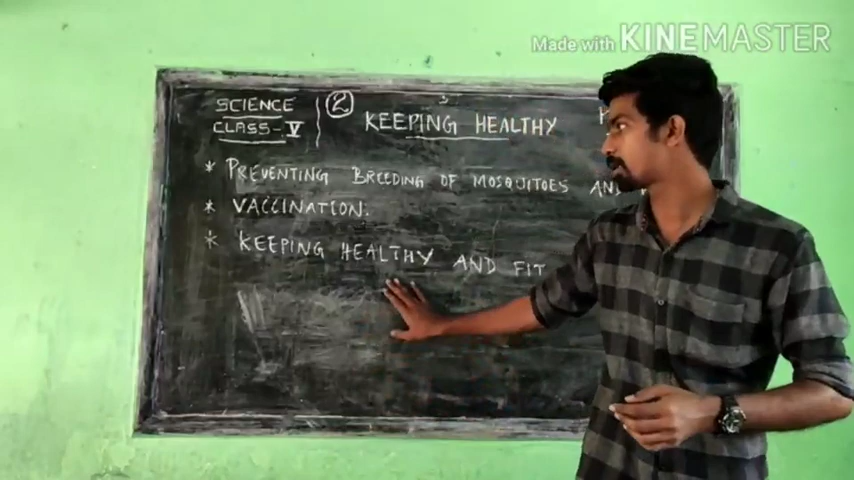 Made with KINEMASTER
SCIENCE
CLASS-V
2
KEEPING HEALTHY
* PREVENTING BREEDING OF MOSQUITOES
* VACCINATION.
* KEEPING HEALTHY AND FIT